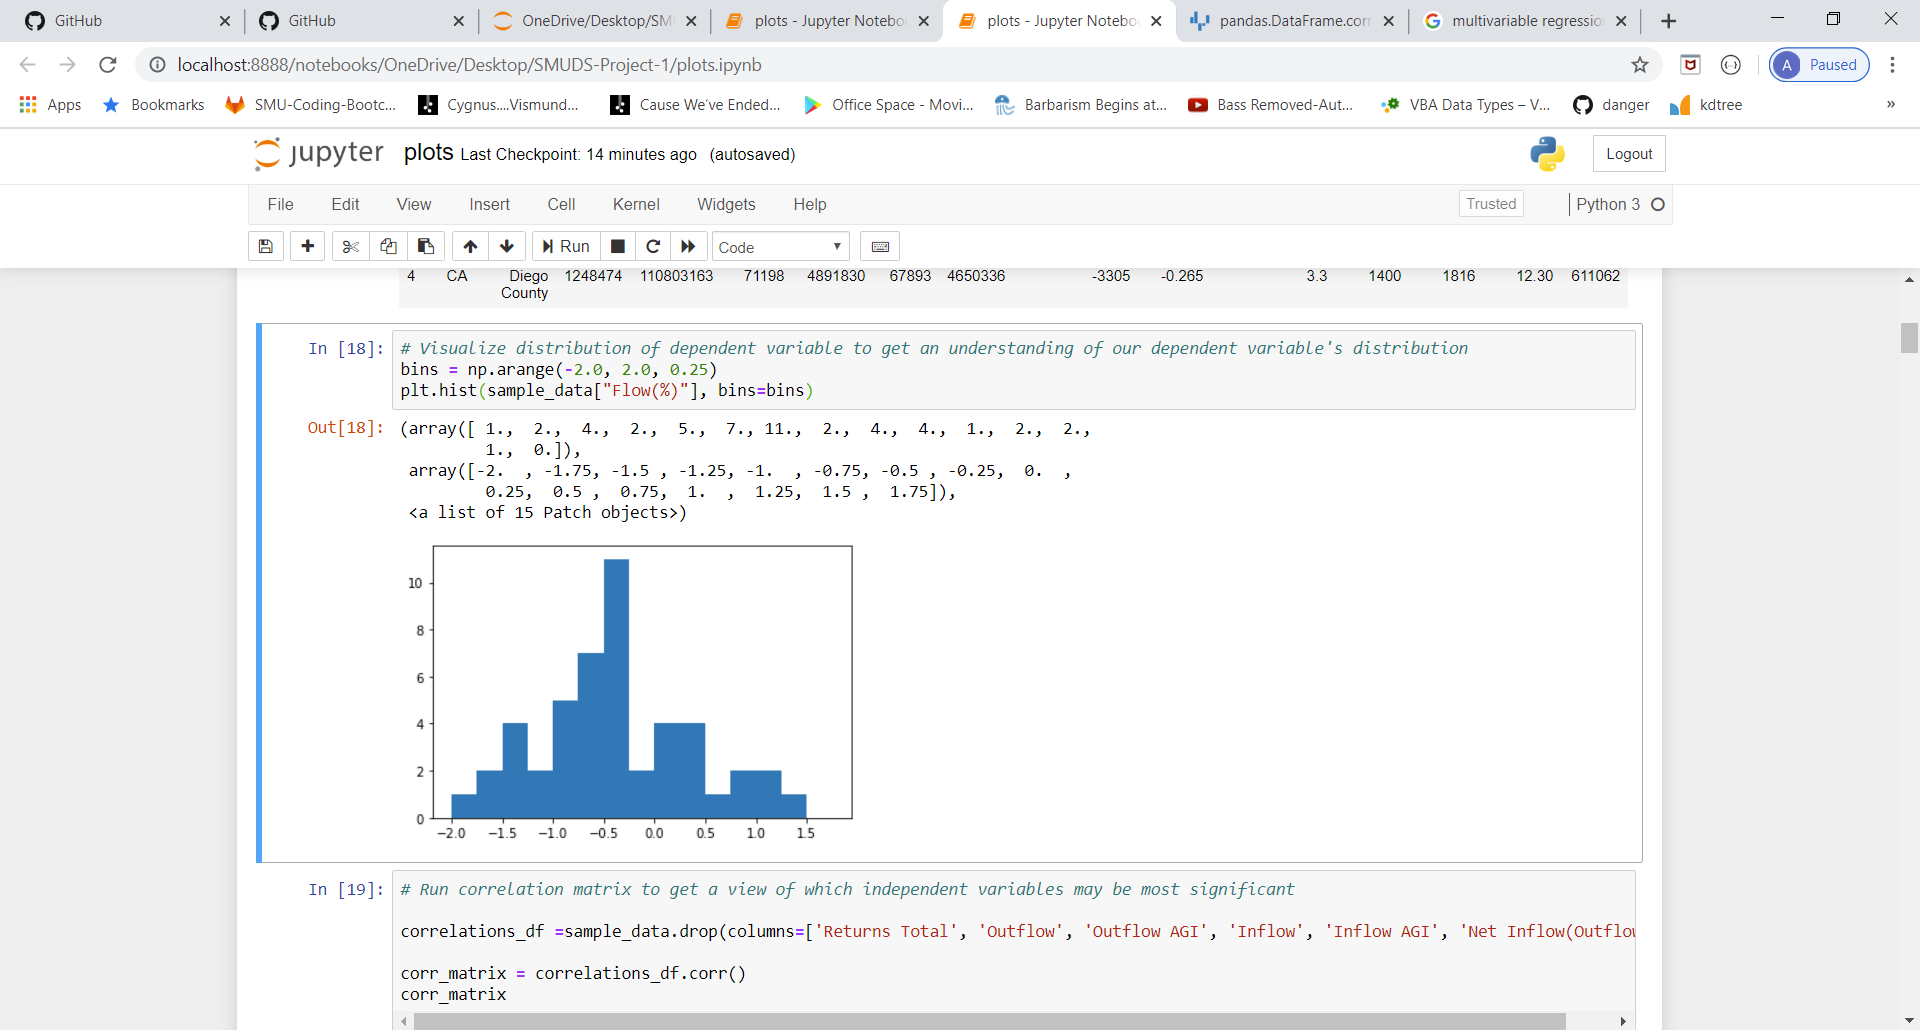 GitHub GitHub OneDrive/Desktop/SM plots - Jupyter Notebo plots - Jupyter Notebo pandas.DataFrame.corr multivariable regressio
localhost:8888/notebooks/OneDrive/Desktop/SMUDS-Project-1/plots.ipynb A Paused
Apps Bookmarks SMU-Coding-Bootc... Cygnus....Vismund... Cause We've Ended... Office Space - Movi... Barbarism Begins at... Bass Removed-Aut... VBA Data Types – V... danger kdtree »
jupyter plots Last Checkpoint: 14 minutes ago (autosaved) Logout
File Edit View Insert Cell Kernel Widgets Help Trusted Python 3
Run Code
4 CA Diego 1248474 110803163 71198 4891830 67893 4650336 -3305 -0.265 3.3 1400 1816 12.30 611062
County
In [18]: # Visualize distribution of dependent variable to get an understanding of our dependent variable's distribution
bins = np.arange(-2.0, 2.0, 0.25)
plt.hist(sample_data["Flow(%)"], bins=bins)
Out[18]: (array([ 1., 2., 4., 2., 5., 7., 11., 2., 4., 4., 1., 2., 2.,
1., 0.]),
array([-2. , -1.75, -1.5 , -1.25, -1. , -0.75, -0.5 , -0.25, 0. ,
0.25, 0.5 , 0.75, 1. , 1.25, 1.5 , 1.75]),
<a list of 15 Patch objects>)
10
8
6
4
2
0
−2.0 −1.5 −1.0 −0.5 0.0 0.5 1.0 1.5
In [19]: # Run correlation matrix to get a view of which independent variables may be most significant
correlations_df =sample_data.drop(columns=['Returns Total', 'Outflow', 'Outflow AGI', 'Inflow', 'Inflow AGI', 'Net Inflow(Outflow
corr_matrix = correlations_df.corr()
corr_matrix